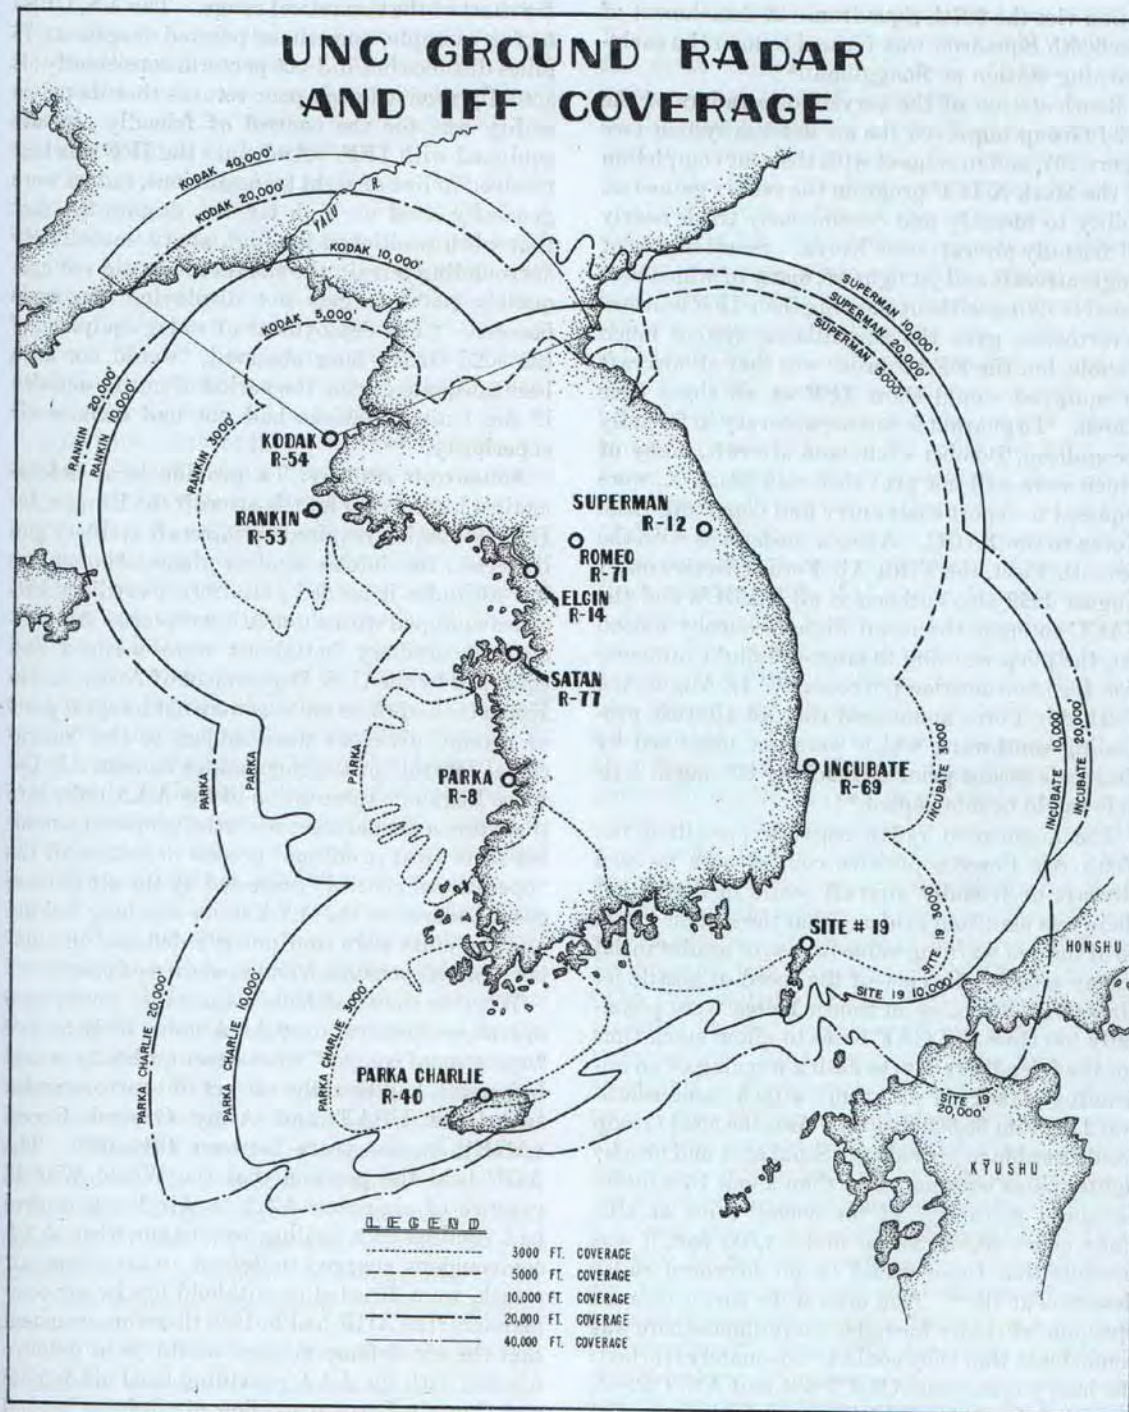 UNC GROUND RADAR
AND IFF COVERAGE
KODAK 40,000'
KODAK 20,000'
KODAK 10,000'
KODAK 5,000'
YALU R.
SUPERMAN 10,000'
SUPERMAN 20,000'
SUPERMAN
RANKIN 20,000'
RANKIN 10,000'
RANKIN 3000'
KODAK
R-54
RANKIN
R-53
SUPERMAN
R-12
ROMEO
R-71
ELGIN
R-14
SATAN
R-77
PARKA
PARKA
PARKA
PARKA
R-8
INCUBATE
R-69
INCUBATE 3000'
INCUBATE 10,000'
INCUBATE 20,000'
SITE # 19
SITE 19 3000'
SITE 19 10,000'
HONSHU
PARKA CHARLIE 20,000'
PARKA CHARLIE 10,000'
PARKA CHARLIE 3000'
PARKA CHARLIE
R-40
SITE 19
20,000'
KYUSHU
LEGEND
3000 FT. COVERAGE
5000 FT. COVERAGE
10,000 FT. COVERAGE
20,000 FT. COVERAGE
40,000 FT. COVERAGE